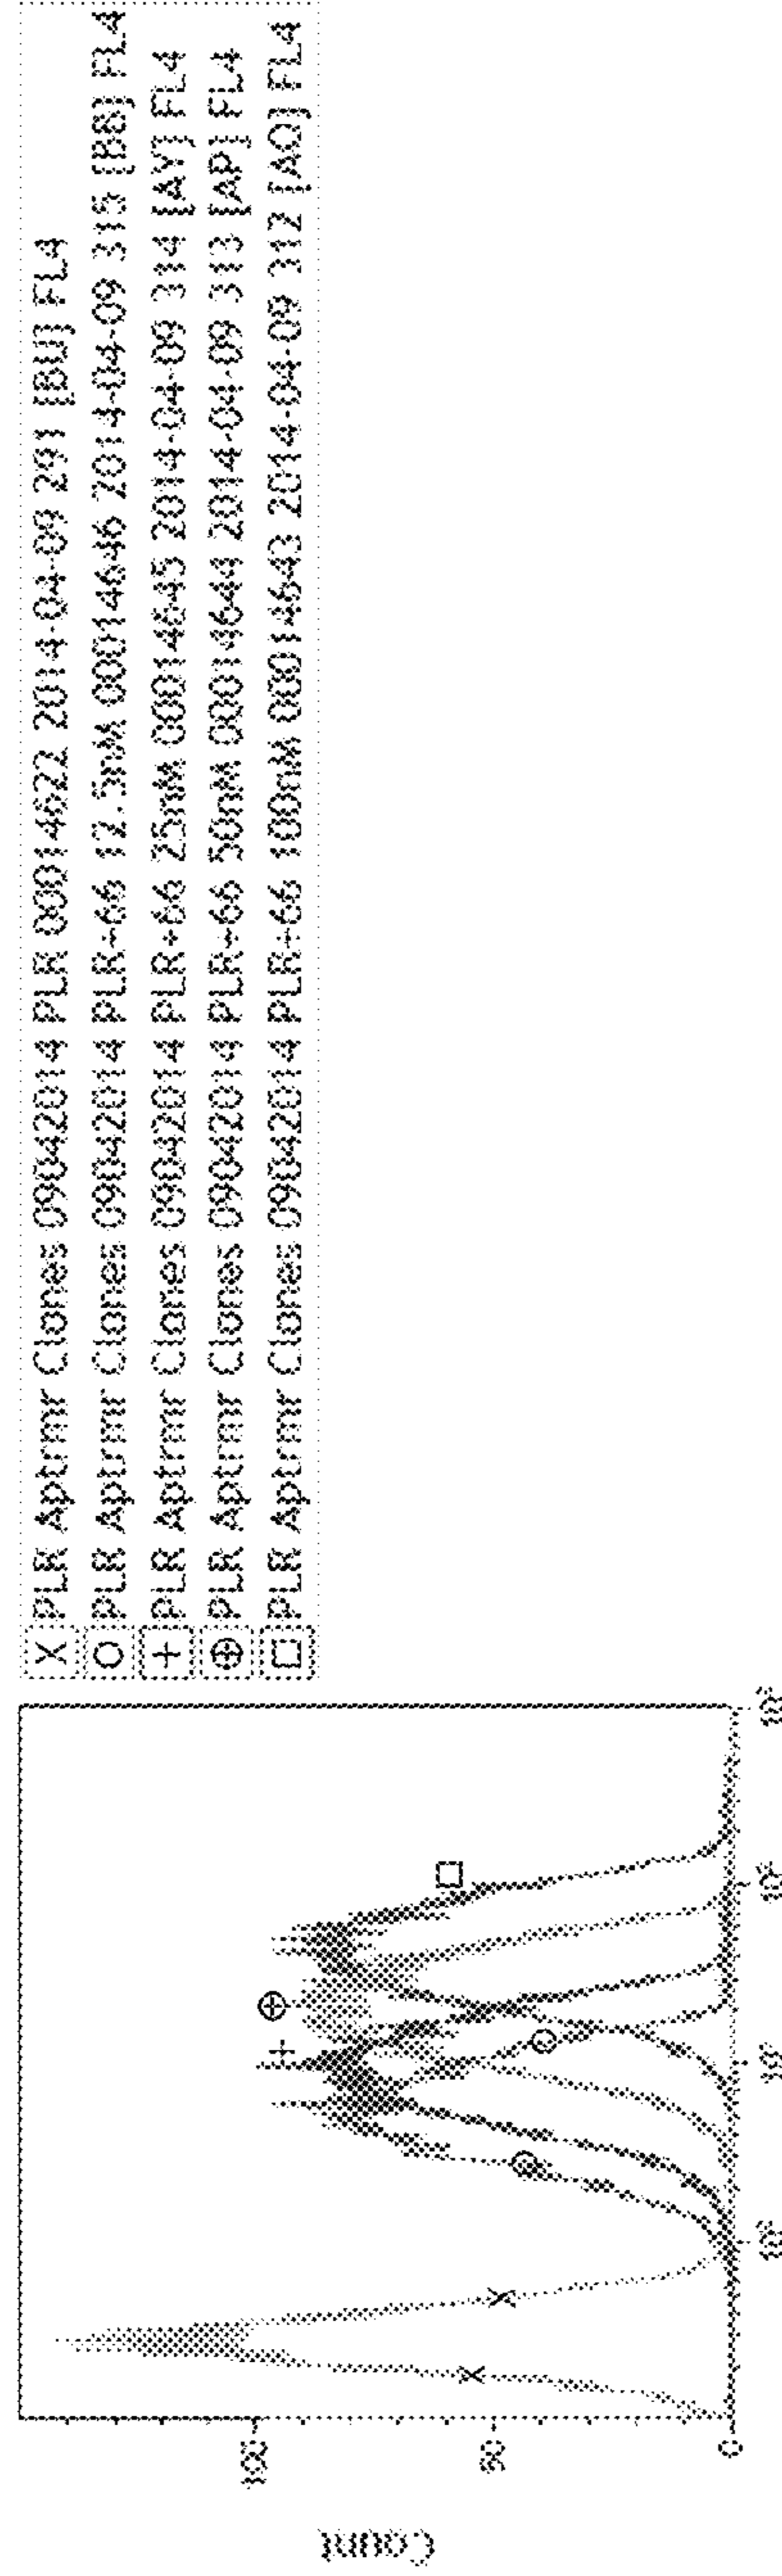 X PLR Aptmr Clones 09042014 PLR 00014622 2014-04-09 291 [BU] FL4
O PLR Aptmr Clones 09042014 PLR+66 12.5nM 00014646 2014-04-09 315 [BS] FL4
+ PLR Aptmr Clones 09042014 PLR+66 25nM 00014645 2014-04-09 314 [AY] FL4
⊕ PLR Aptmr Clones 09042014 PLR+66 50nM 00014644 2014-04-09 313 [AP] FL4
□ PLR Aptmr Clones 09042014 PLR+66 100nM 00014643 2014-04-09 312 [AO] FL4
Count
100
50
0